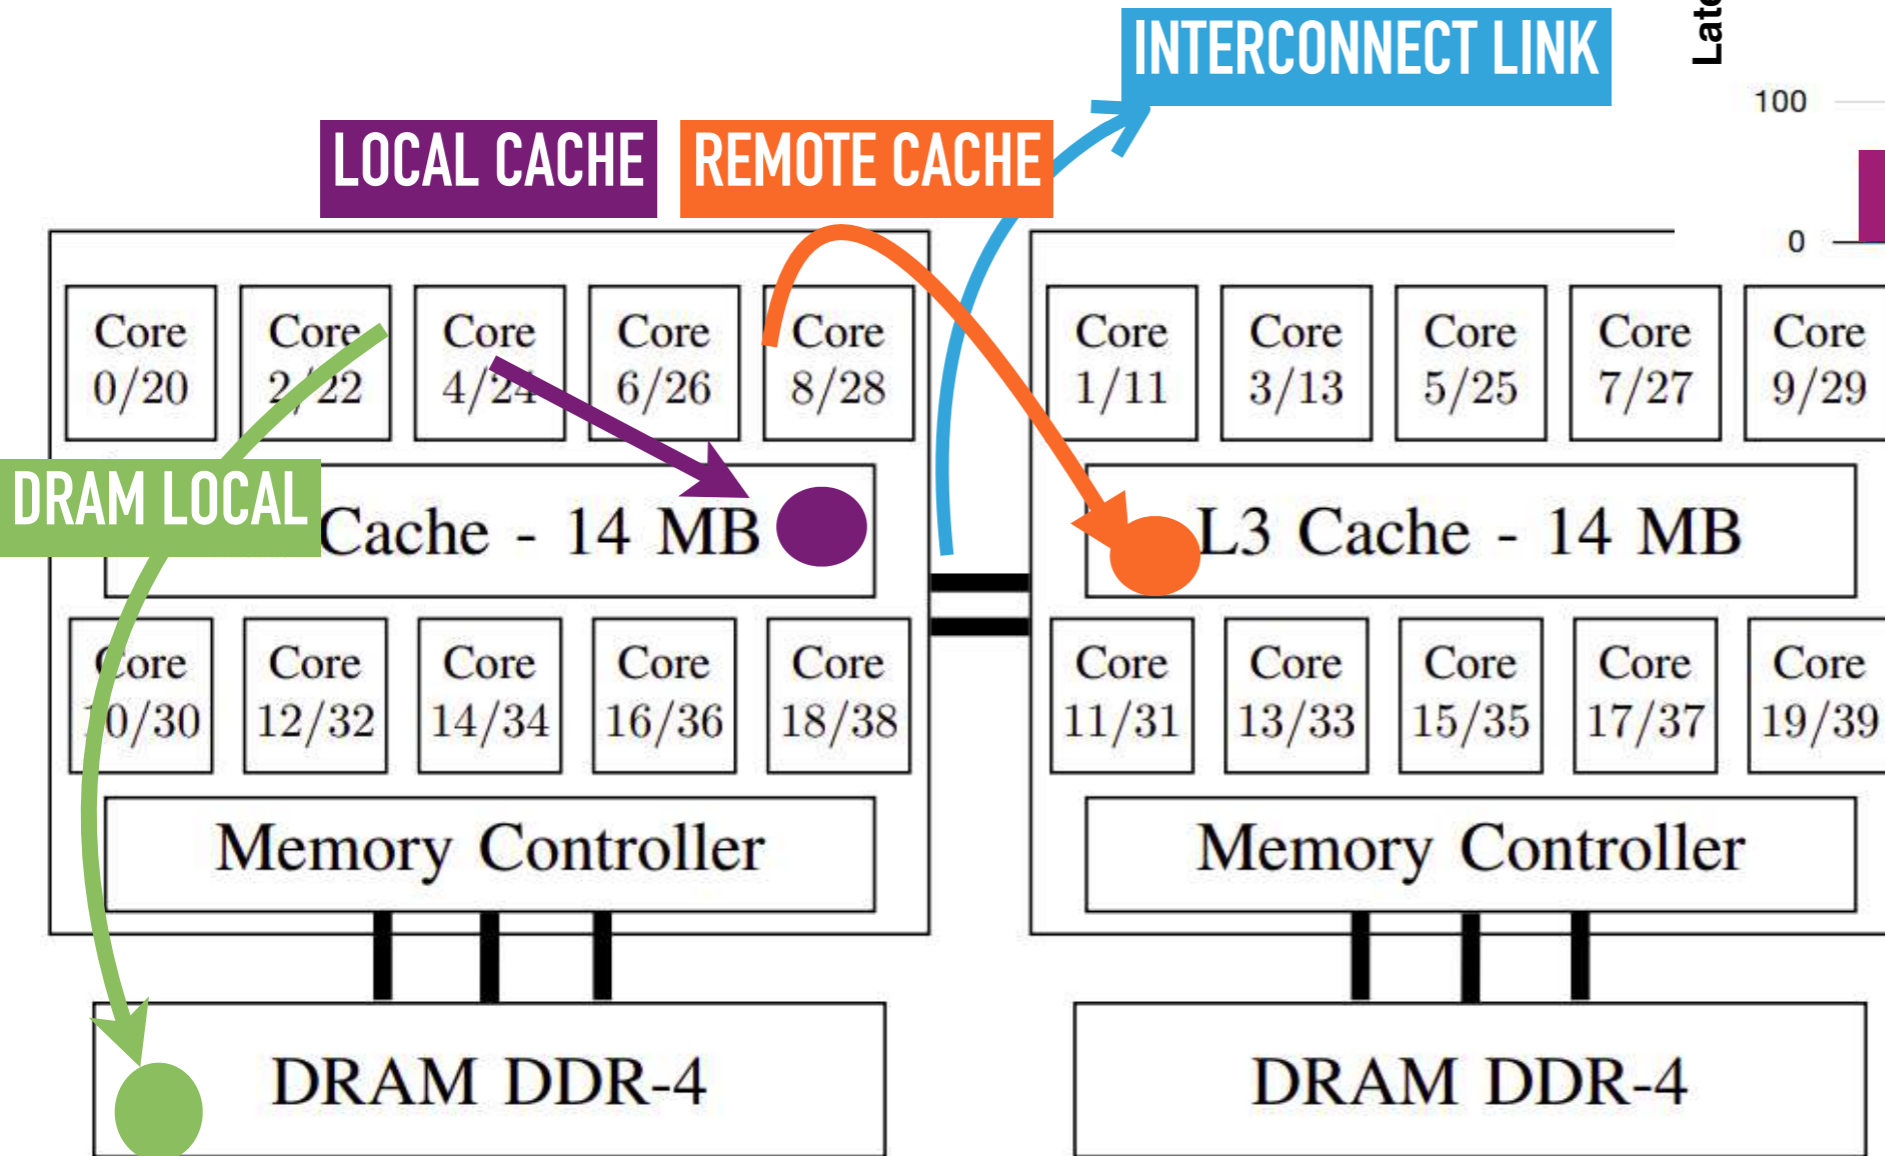 INTERCONNECT LINK
100
0
LOCAL CACHE
REMOTE CACHE
Core
0/20
Core
2/22
Core
4/24
Core
6/26
Core
8/28
Core
1/11
Core
3/13
Core
5/25
Core
7/27
Core
9/29
DRAM LOCAL
Cache - 14 MB
L3 Cache - 14 MB
Core
10/30
Core
12/32
Core
14/34
Core
16/36
Core
18/38
Core
11/31
Core
13/33
Core
15/35
Core
17/37
Core
19/39
Memory Controller
Memory Controller
DRAM DDR-4
DRAM DDR-4